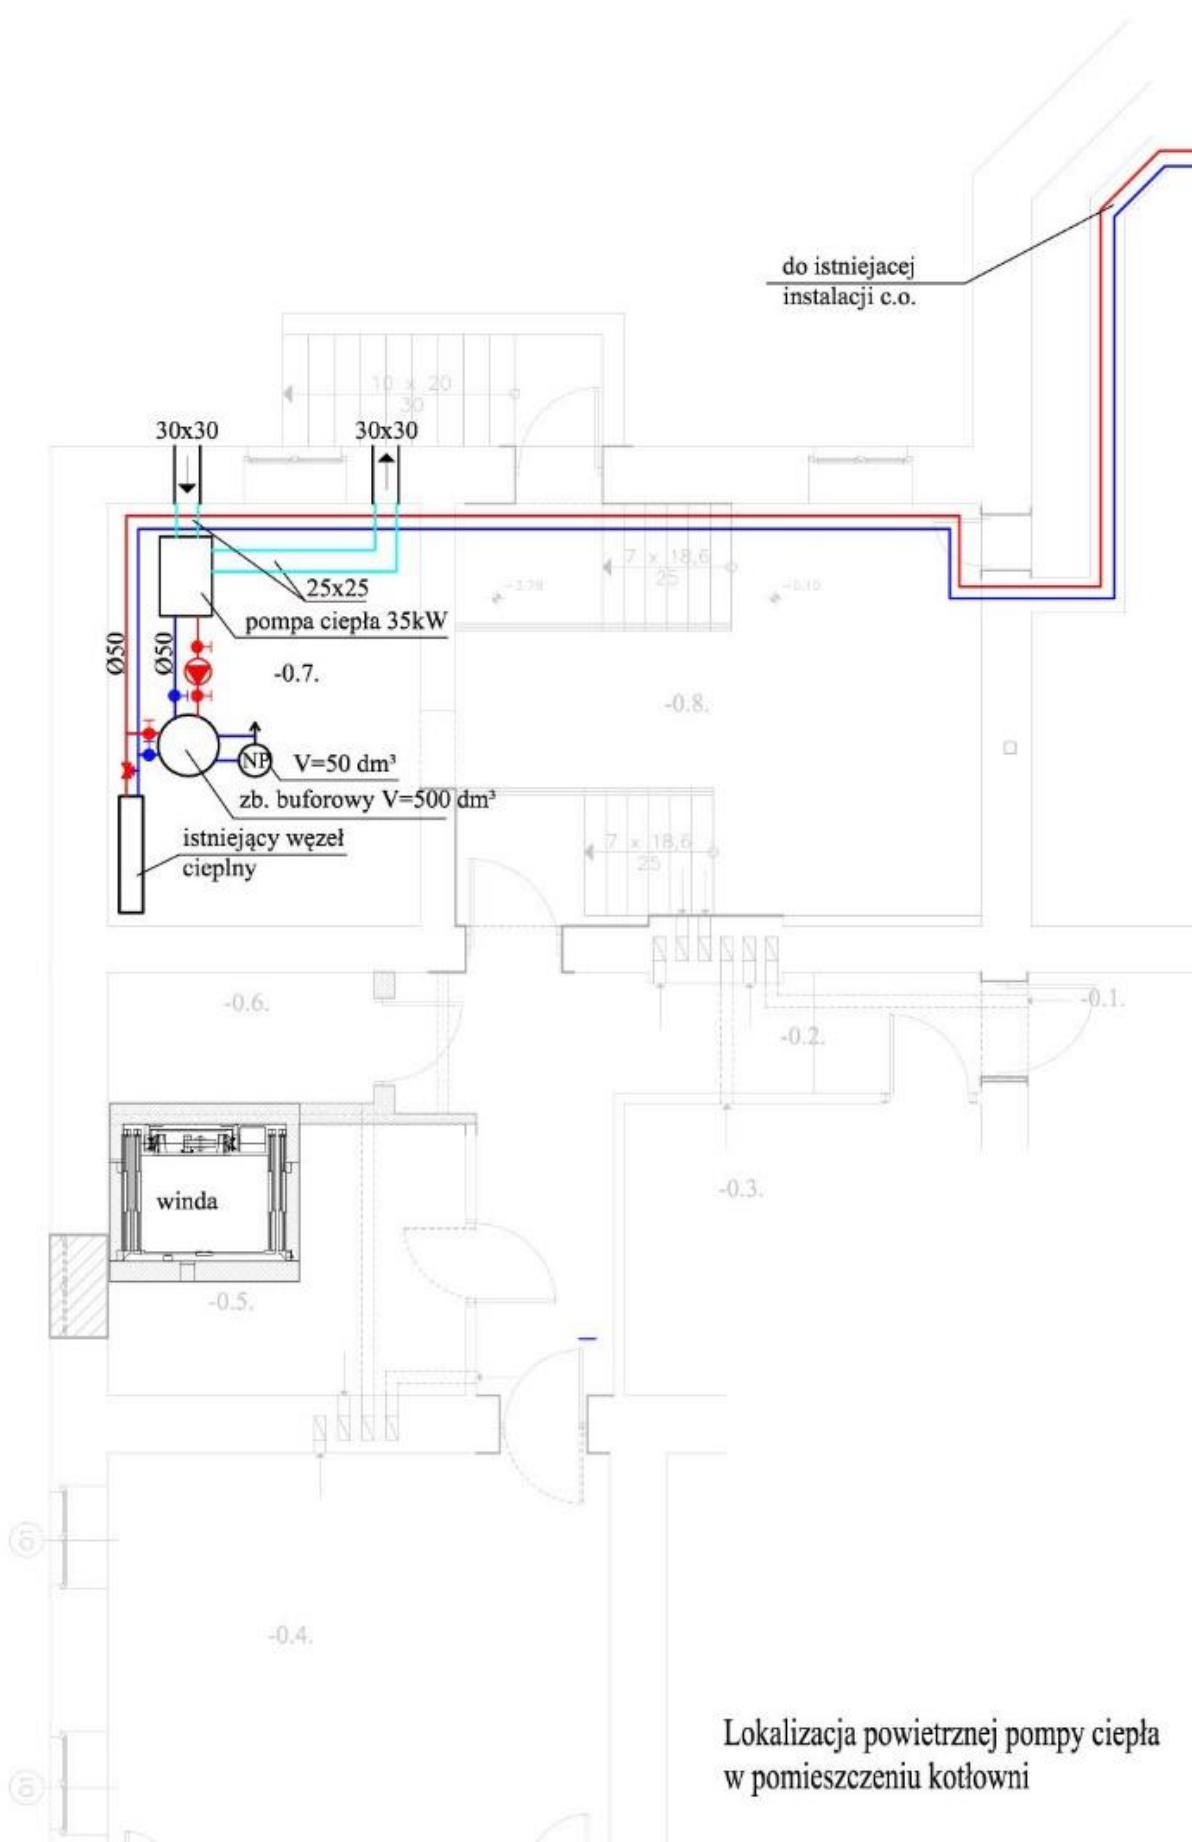 do istniejacej
instalacji c.o.
10 x 20
30
30x30
30x30
7 x 18,6
25
25x25
pompa ciepła 35kW
Ø50
Ø50
-0.7.
-0.8.
NP
V=50 dm³
zb. buforowy V=500 dm³
istniejący węzeł
cieplny
7 x 18,6
25
-0.6.
-0.1.
-0.2.
winda
-0.3.
-0.5.
-0.4.
Lokalizacja powietrznej pompy ciepła
w pomieszczeniu kotłowni